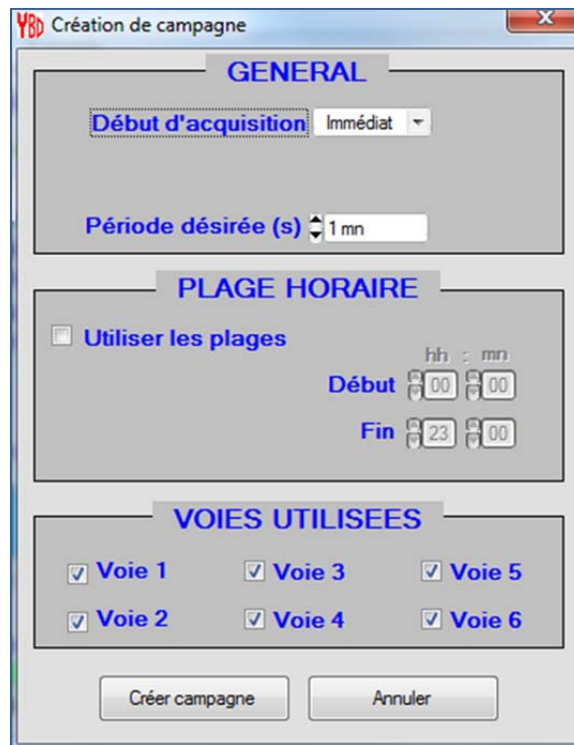 YBD Création de campagne
GENERAL
Début d'acquisition Immédiat
Période désirée (s) 1 mn
PLAGE HORAIRE
Utiliser les plages
hh : mn
Début 00 00
Fin 23 00
VOIES UTILISEES
Voie 1 Voie 3 Voie 5
Voie 2 Voie 4 Voie 6
Créer campagne Annuler